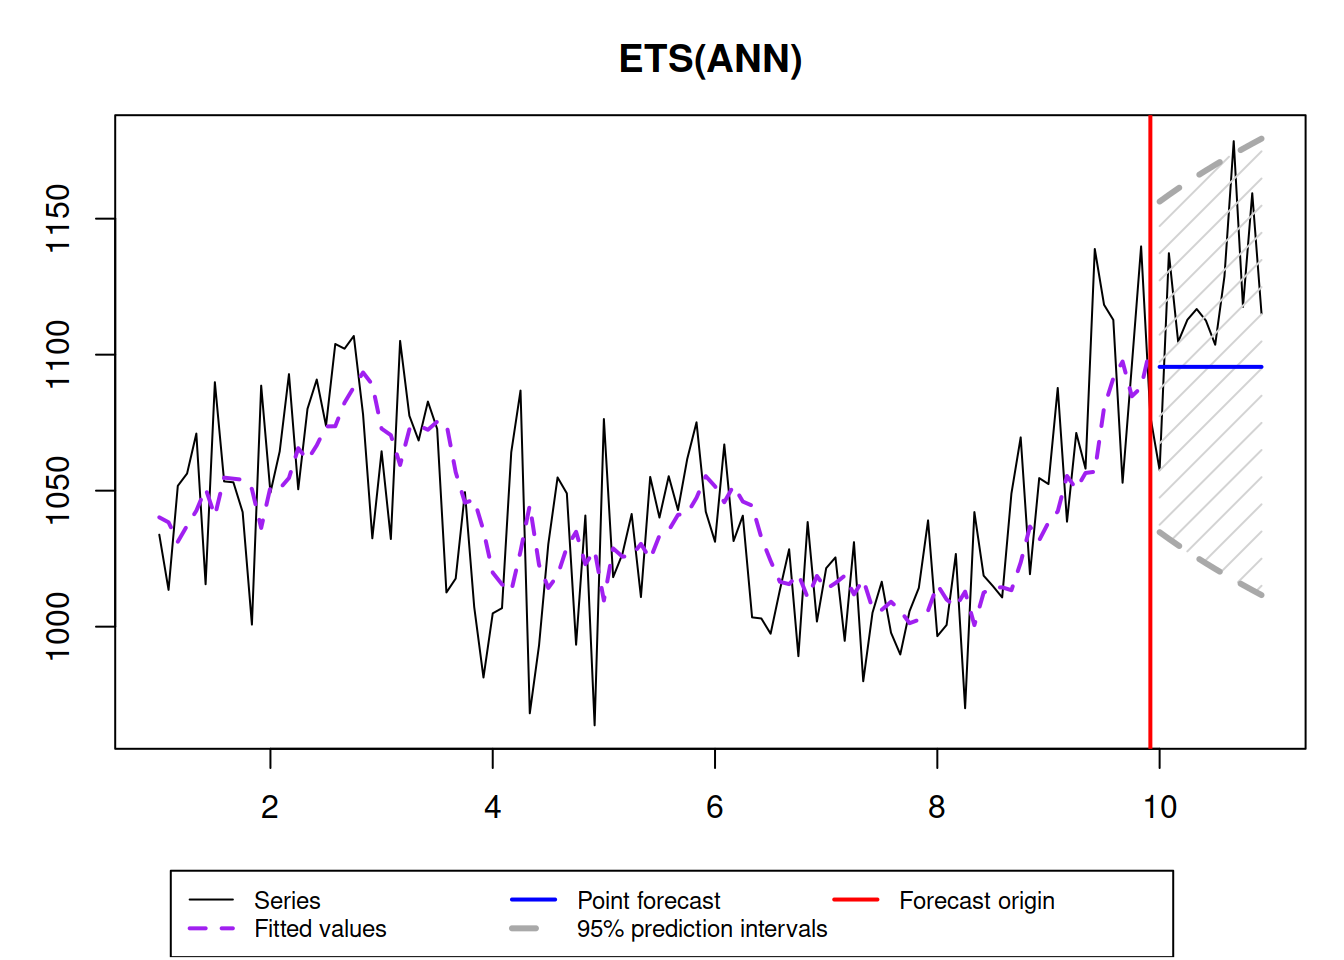 ETS(ANN)
1150
1100
1050
1000
2 4 6 8 10
Series Point forecast Forecast origin
Fitted values 95% prediction intervals